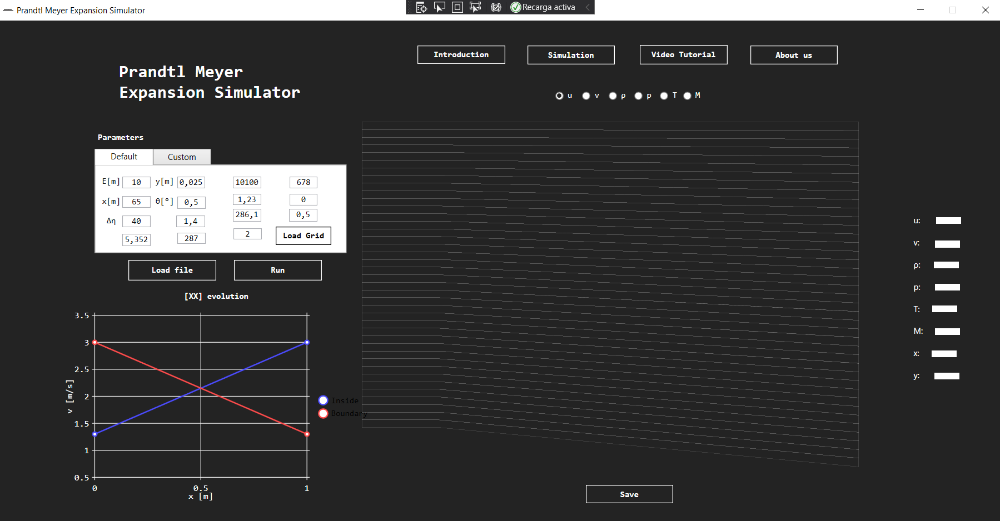 Prandtl Meyer Expansion Simulator
Recarga activa
Introduction
Simulation
Video Tutorial
About us
Prandtl Meyer
Expansion Simulator
u v ρ p T M
Parameters
Default Custom
E[m] 10 y[m] 0,025 10100 678
x[m] 65 θ[º] 0,5 1,23 0
Δη 40 1,4 286,1 0,5
5,352 287 2 Load Grid
Load file
Run
[XX] evolution
3.5
3
2.5
2
1.5
1
0.5
v [m/s]
0 0.5 1
x [m]
Inside
Boundary
u:
v:
ρ:
p:
T:
M:
x:
y:
Save